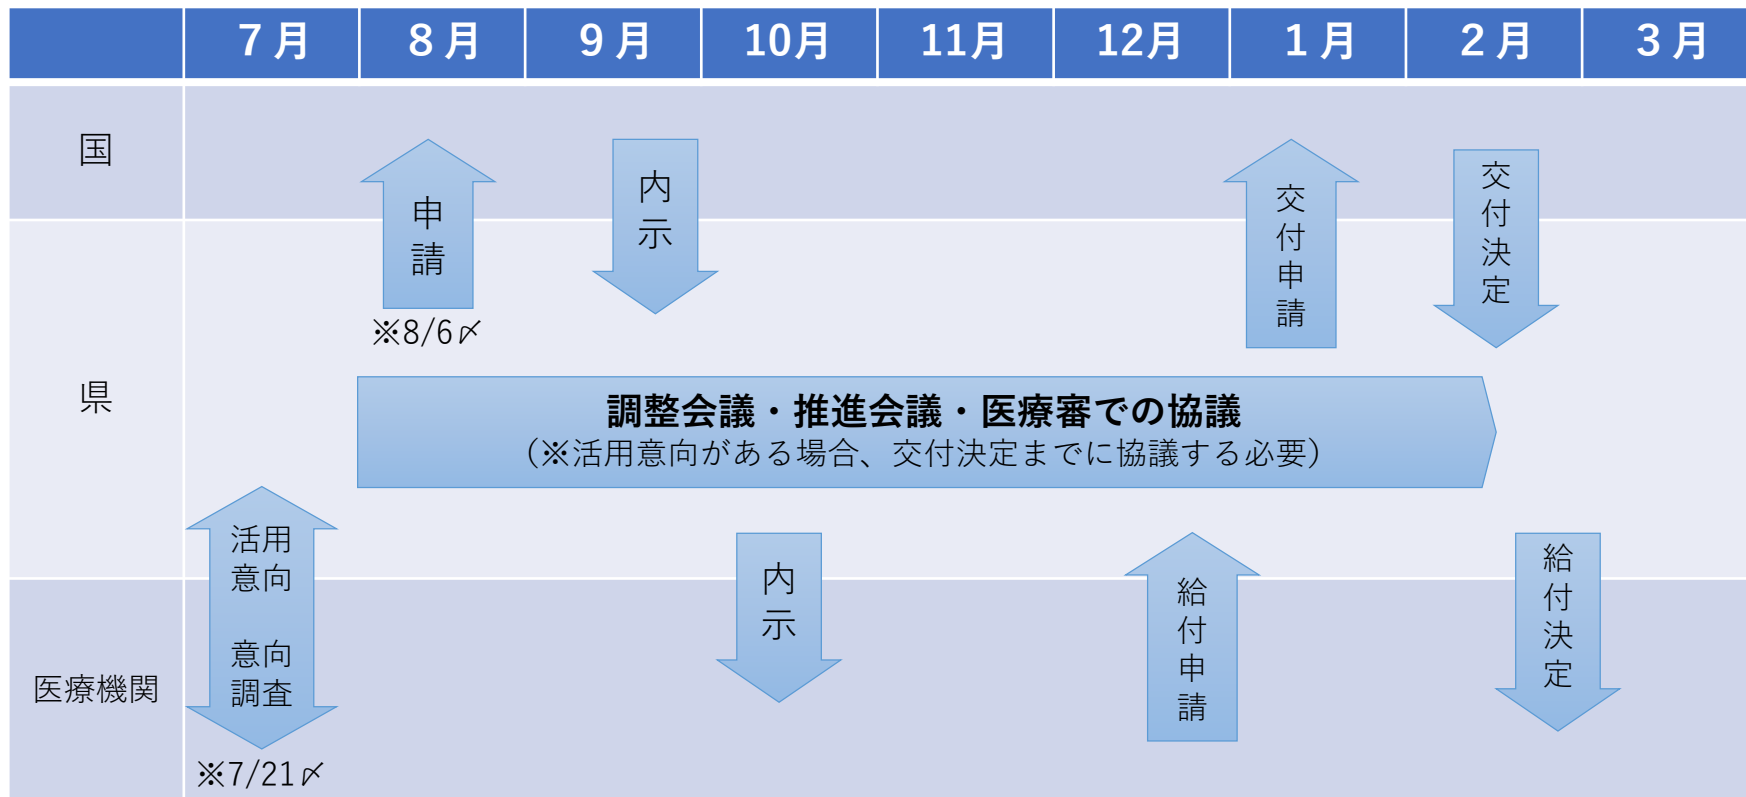 7月
8月
9月
10月
11月
12月
1月
2月
3月
国
申請
内示
交付申請
交付決定
※8/6〆
県
調整会議・推進会議・医療審での協議
（※活用意向がある場合、交付決定までに協議する必要）
活用
意向
意向
調査
※7/21〆
医療機関
内示
給付申請
給付決定